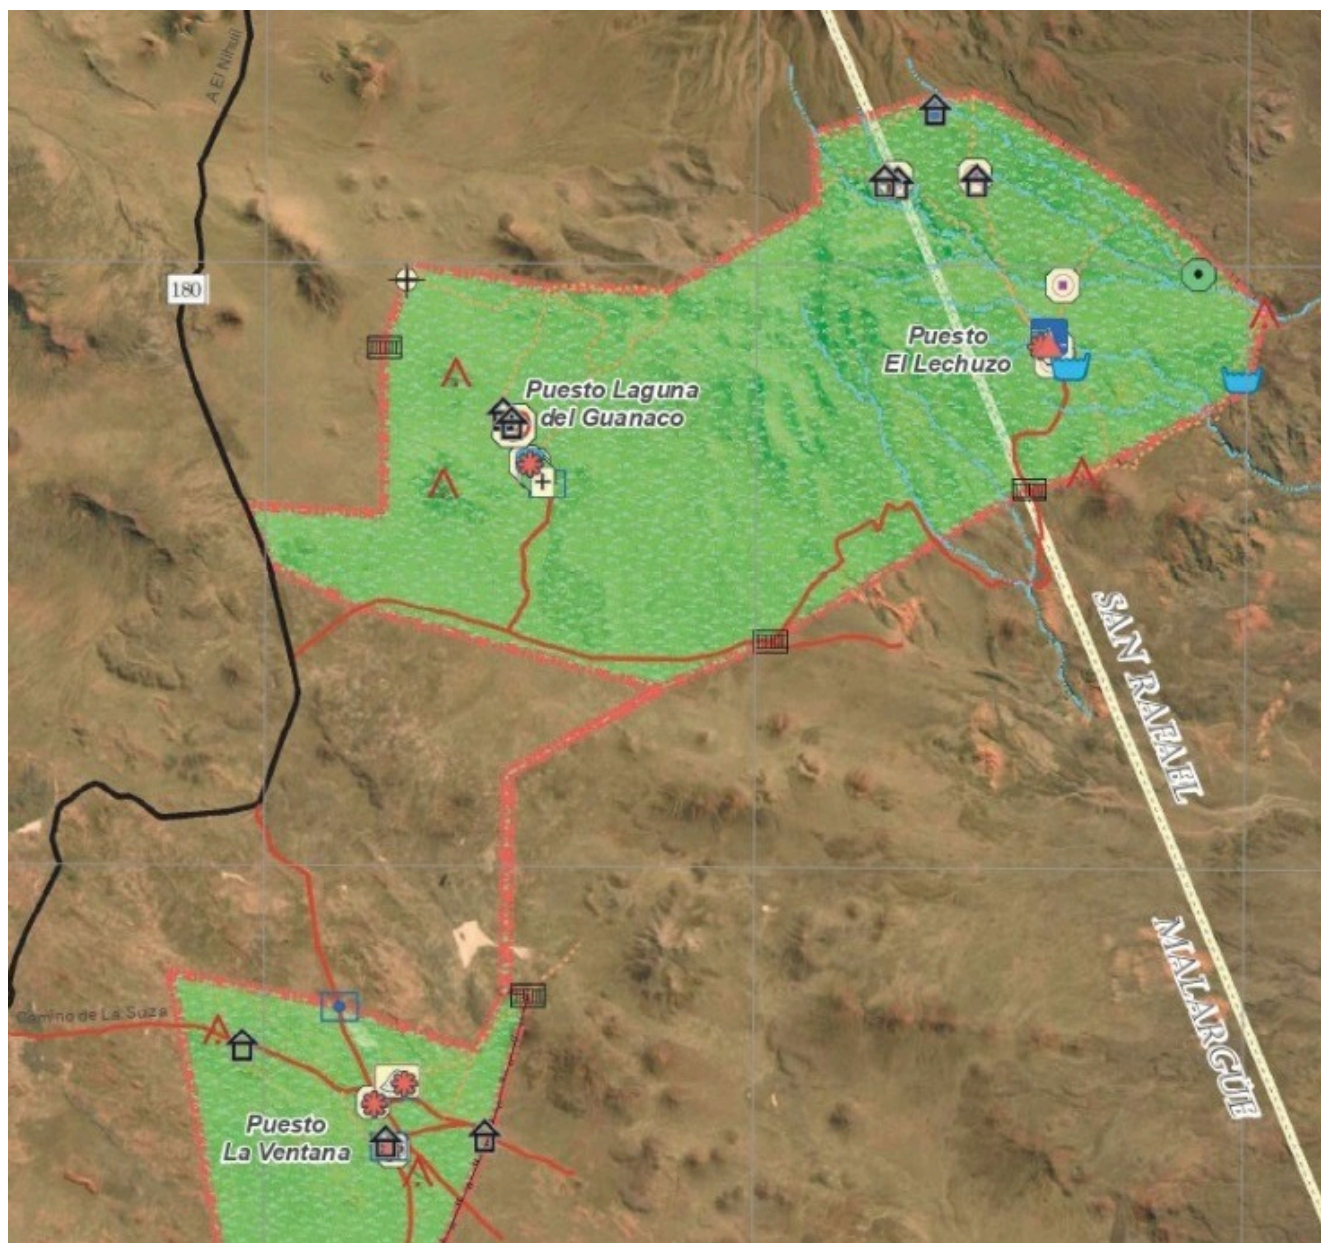 A El Nihuil
180
Puesto
El Lechuzo
Puesto Laguna
del Guanaco
SAN RAFAEL
MALARGÜE
Camino de La Suiza
Puesto
La Ventana